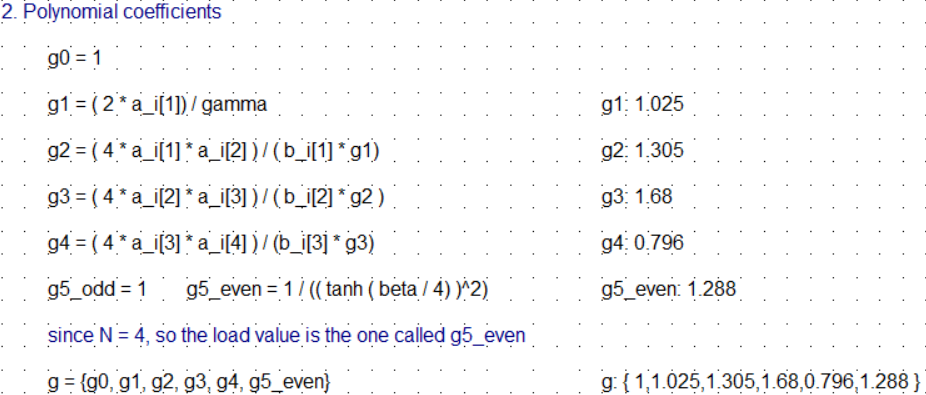 2. Polynomial coefficients
g0 = 1
g1 = ( 2 * a_i[1]) / gamma g1: 1.025
g2 = ( 4 * a_i[1] * a_i[2] ) / ( b_i[1] * g1) g2: 1.305
g3 = ( 4 * a_i[2] * a_i[3] ) / ( b_i[2] * g2 ) g3: 1.68
g4 = ( 4 * a_i[3] * a_i[4] ) / (b_i[3] * g3) g4: 0.796
g5_odd = 1 g5_even = 1 / (( tanh ( beta / 4) )^2) g5_even: 1.288
since N = 4, so the load value is the one called g5_even
g = {g0, g1, g2, g3, g4, g5_even} g: { 1,1.025,1.305,1.68,0.796,1.288 }